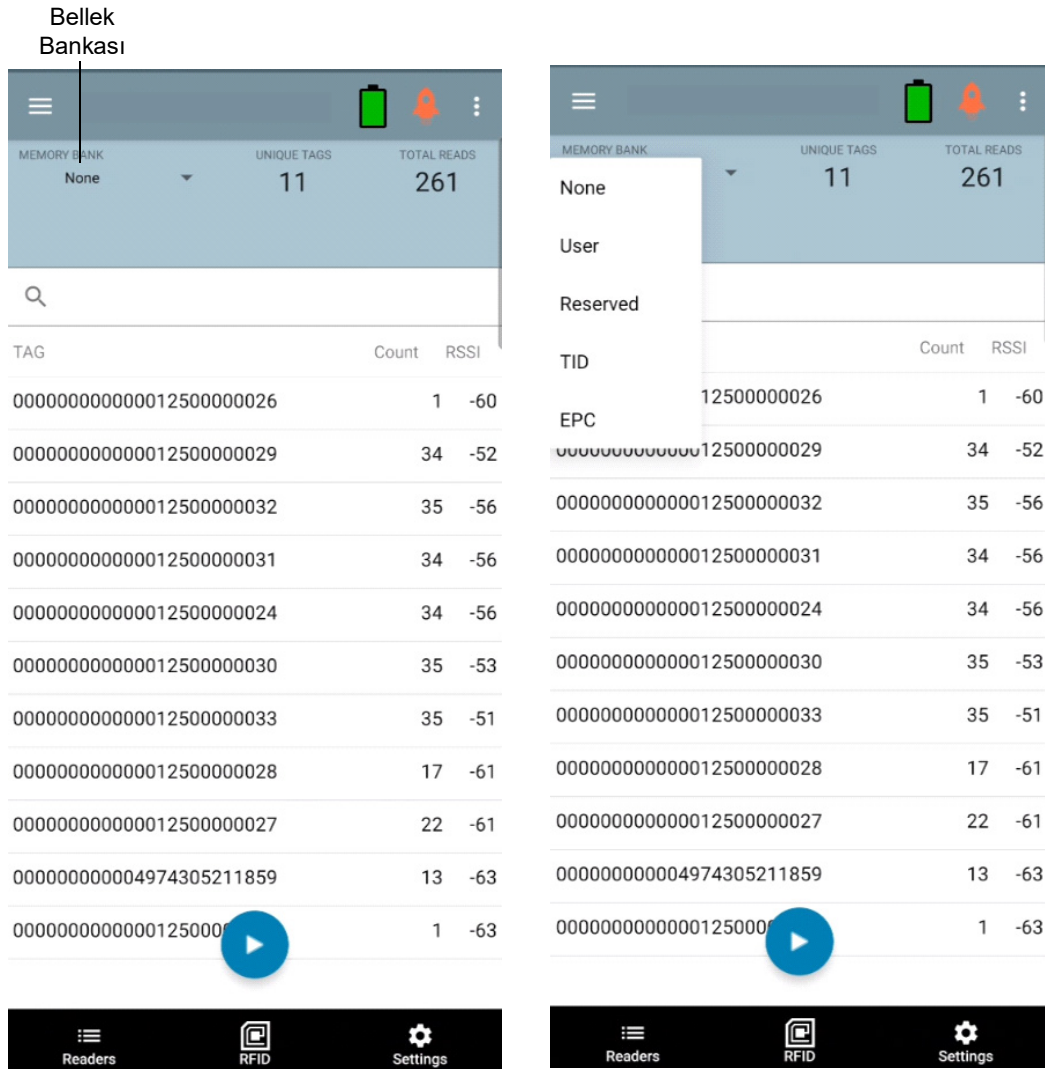 Bellek
Bankası
MEMORY BANK UNIQUE TAGS TOTAL READS
None 11 261
TAG Count RSSI
000000000000012500000026 1 -60
000000000000012500000029 34 -52
000000000000012500000032 35 -56
000000000000012500000031 34 -56
000000000000012500000024 34 -56
000000000000012500000030 35 -53
000000000000012500000033 35 -51
000000000000012500000028 17 -61
000000000000012500000027 22 -61
000000000004974305211859 13 -63
0000000000000125000 1 -63
Readers RFID Settings
MEMORY BANK UNIQUE TAGS TOTAL READS
11 261
None
User
Reserved
TID
EPC
Count RSSI
12500000026 1 -60
000000000000012500000029 34 -52
000000000000012500000032 35 -56
000000000000012500000031 34 -56
000000000000012500000024 34 -56
000000000000012500000030 35 -53
000000000000012500000033 35 -51
000000000000012500000028 17 -61
000000000000012500000027 22 -61
000000000004974305211859 13 -63
0000000000000125000 1 -63
Readers RFID Settings